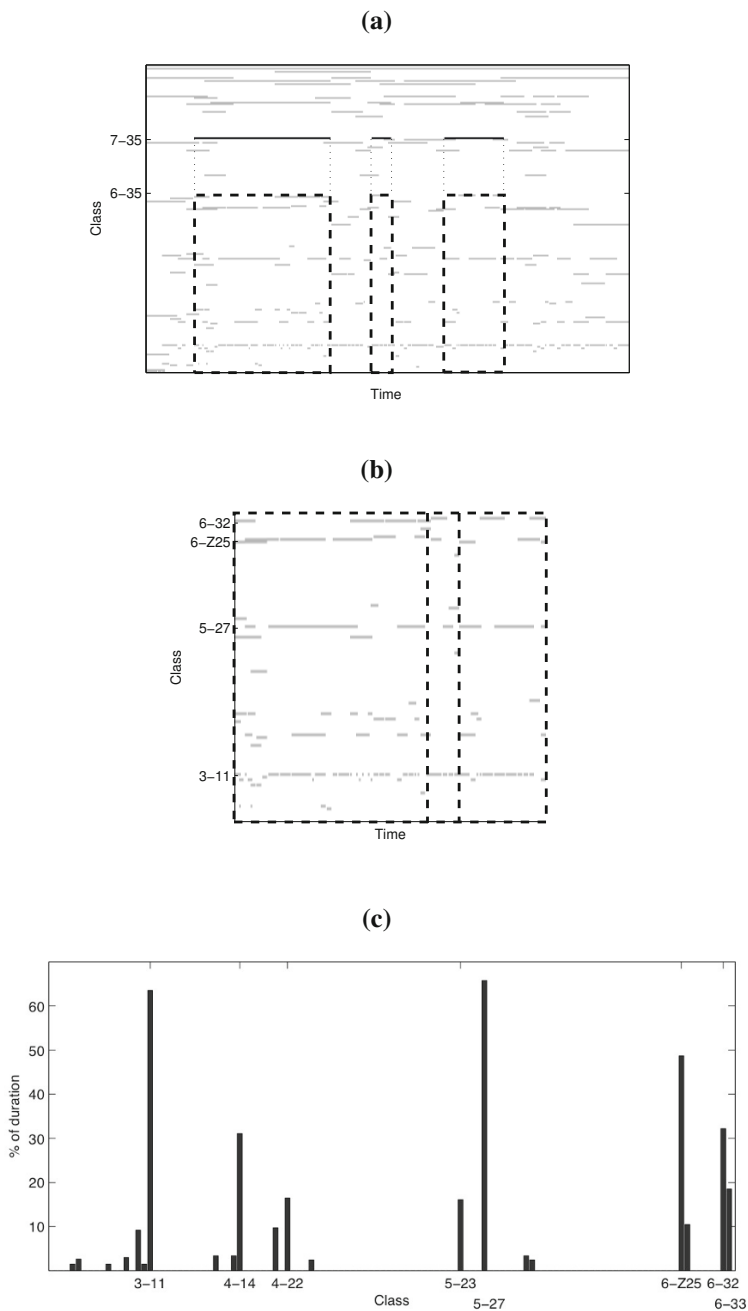 (a)
7–35
6–35
Class
Time
(b)
6–32
6–Z25
5–27
Class
3–11
Time
(c)
60
50
40
30
20
10
% of duration
3–11
4–14
4–22
5–23
6–Z25
6–32
Class
5–27
6–33